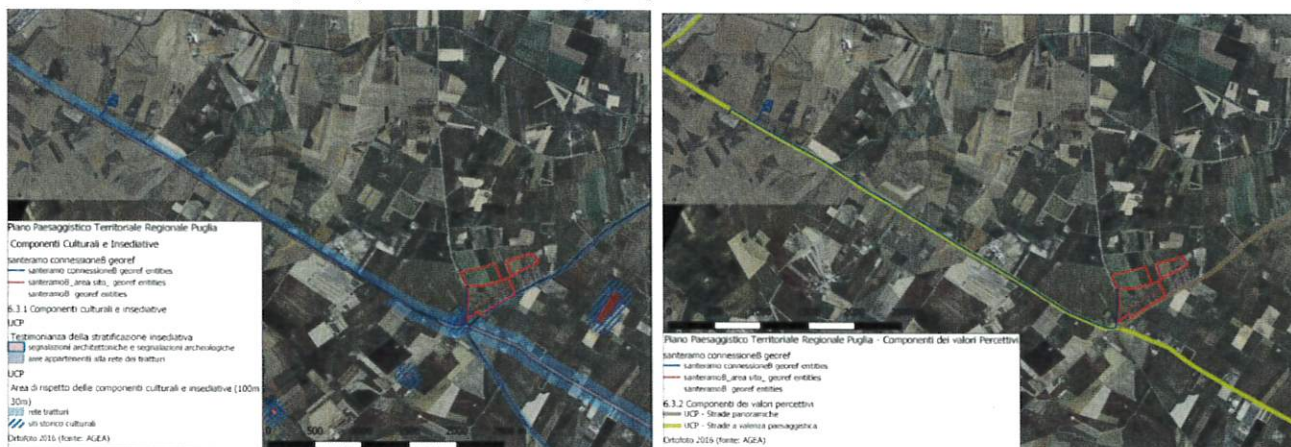 Piano Paesaggistico Territoriale Regionale Puglia
Componenti Culturali e Insediative
santeramo connessioneB georef
santeramo connessioneB georef entities
santeramoB_area sito_ georef entities
santeramoB georef entities
6.3.1 Componenti culturali e insediative
UCP
Testimonanza della stratificazione insediativa
segnalazioni architettoniche e segnalazioni archeologiche
aree appartenenti alla rete dei tratturi
UCP
Area di rispetto delle componenti culturali e insediative (100m
30m)
rete tratturi
siti storico culturali
Ortofoto 2016 (fonte: AGEA)
0 500 1000
Piano Paesaggistico Territoriale Regionale Puglia - Componenti dei valori Percettivi
santeramo connessioneB georef
santeramo connessioneB georef entities
santeramoB_area sito_ georef entities
santeramoB georef entities
6.3.2 Componenti dei valori percettivi
UCP - Strade panoramiche
UCP - Strade a valenza paesaggistica
Ortofoto 2016 (fonte: AGEA)